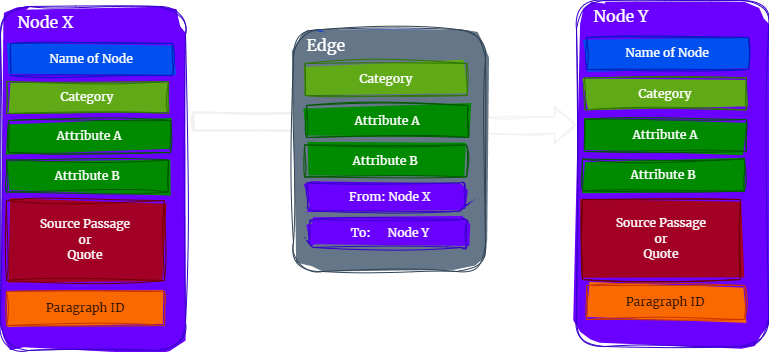 Node X
Name of Node
Category
Attribute A
Attribute B
Source Passage
or
Quote
Paragraph ID
Edge
Category
Attribute A
Attribute B
From: Node X
To: Node Y
Node Y
Name of Node
Category
Attribute A
Attribute B
Source Passage
or
Quote
Paragraph ID